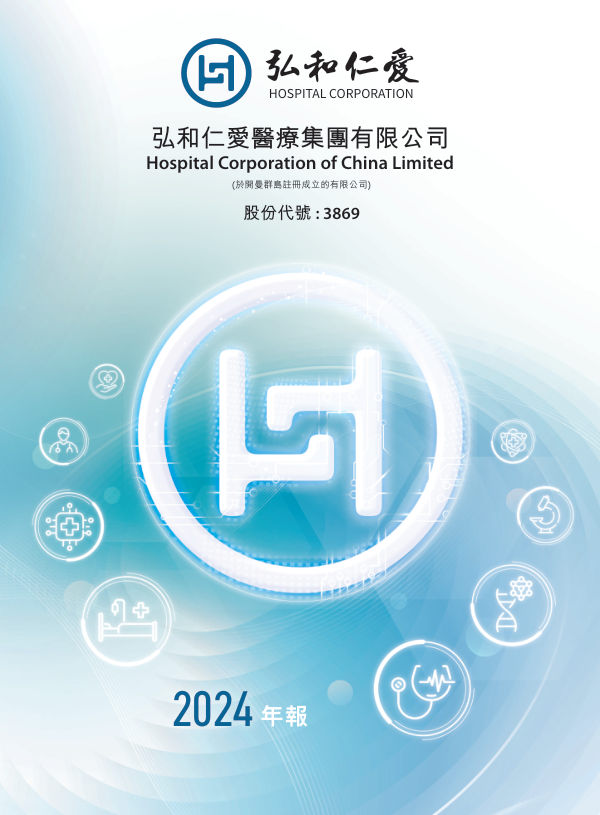 弘和仁愛
HOSPITAL CORPORATION
弘和仁愛醫療集團有限公司
Hospital Corporation of China Limited
(於開曼群島註冊成立的有限公司)
股份代號 : 3869
2024 年報